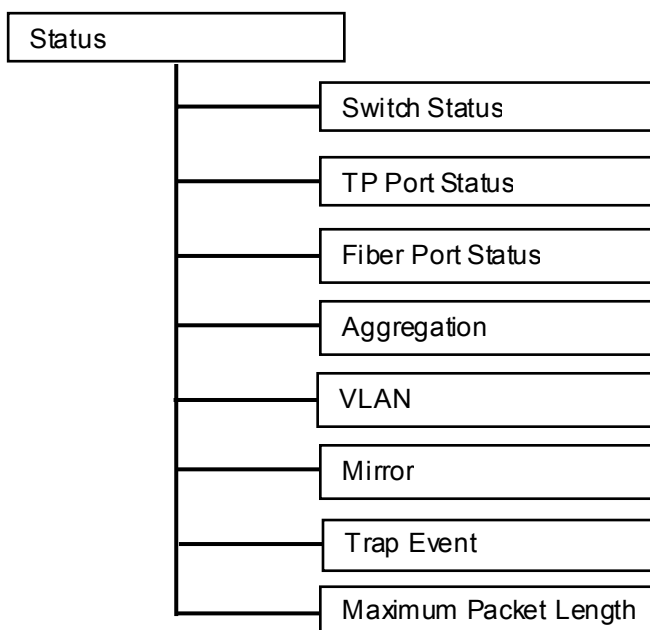 Status
Switch Status
TP Port Status
Fiber Port Status
Aggregation
VLAN
Mirror
Trap Event
Maximum Packet Length